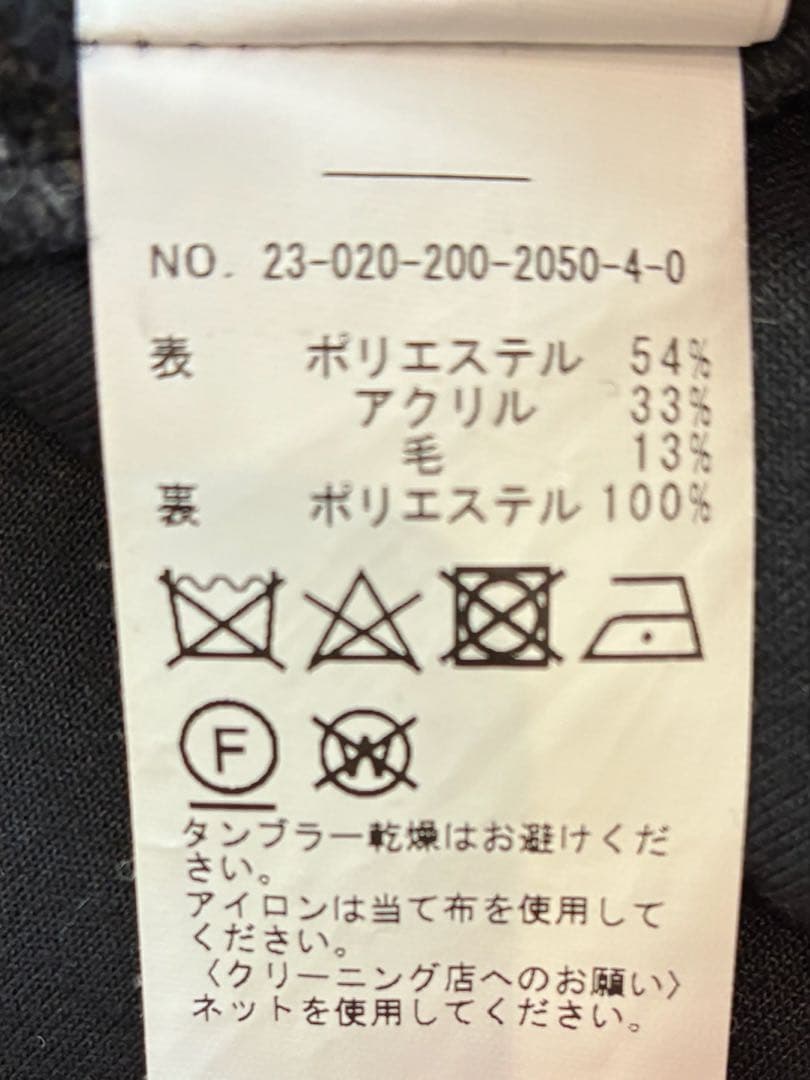 NO. 23-020-200-2050-4-0
表 ポリエステル 54%
アクリル 33%
毛 13%
裏 ポリエステル 100%
F W
タンブラー乾燥はお避けくだ
さい。
アイロンは当て布を使用して
ください。
〈クリーニング店へのお願い〉
ネットを使用してください。